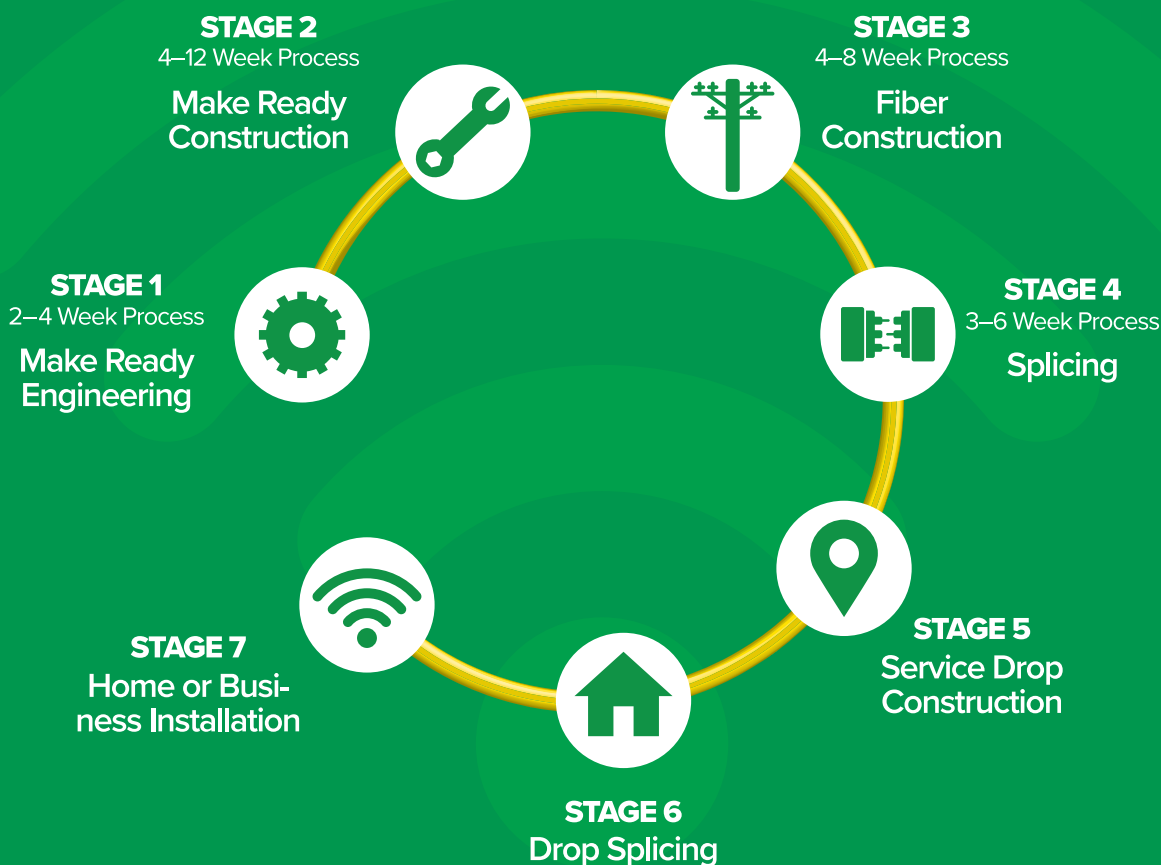 STAGE 1
2–4 Week Process
Make Ready
Engineering
STAGE 2
4–12 Week Process
Make Ready
Construction
STAGE 3
4–8 Week Process
Fiber
Construction
STAGE 4
3–6 Week Process
Splicing
STAGE 5
Service Drop
Construction
STAGE 6
Drop Splicing
STAGE 7
Home or Busi-
ness Installation